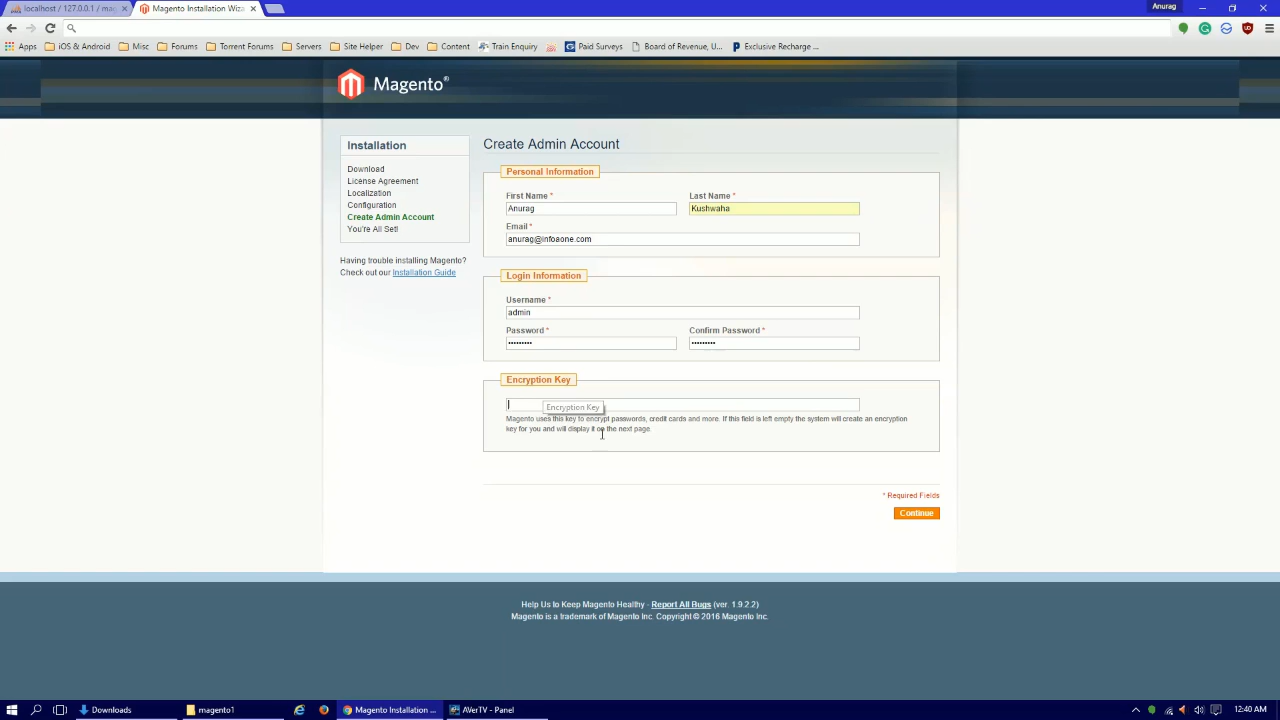 localhost / 127.0.0.1 / mag
Magento Installation Wiza
Anurag
Apps
iOS & Android
Misc
Forums
Torrent Forums
Servers
Site Helper
Dev
Content
Train Enquiry
Paid Surveys
Board of Revenue, U...
Exclusive Recharge ...
Magento®
Installation
Download
License Agreement
Localization
Configuration
Create Admin Account
You're All Set!
Having trouble installing Magento?
Check out our Installation Guide
Create Admin Account
Personal Information
First Name *
Last Name *
Anurag
Kushwaha
Email *
anurag@infoaone.com
Login Information
Username *
admin
Password *
Confirm Password *
•••••••••
•••••••••
Encryption Key
Encryption Key
Magento uses this key to encrypt passwords, credit cards and more. If this field is left empty the system will create an encryption
key for you and will display it on the next page.
* Required Fields
Continue
Help Us to Keep Magento Healthy - Report All Bugs (ver. 1.9.2.2)
Magento is a trademark of Magento Inc. Copyright © 2016 Magento Inc.
Downloads
magento1
Magento Installation ...
AVerTV - Panel
12:40 AM